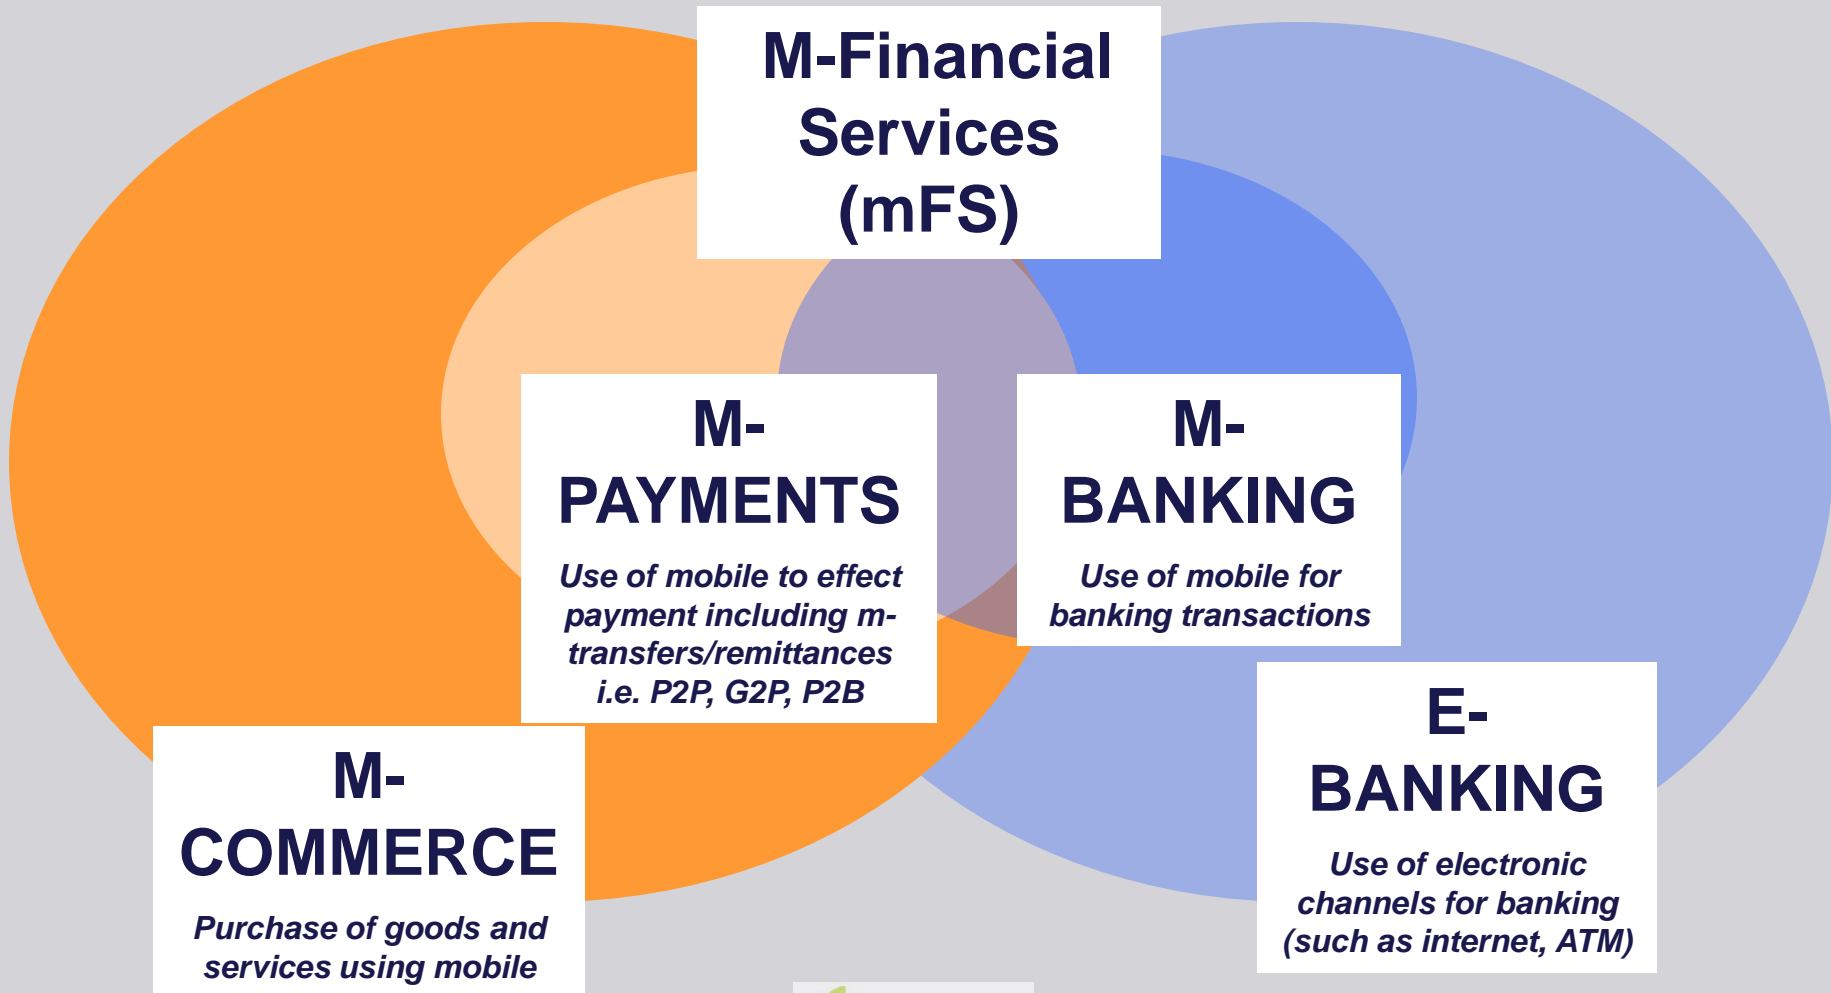 M-Financial
Services
(mFS)
M-
PAYMENTS
Use of mobile to effect
payment including m-
transfers/remittances
i.e. P2P, G2P, P2B
M-
BANKING
Use of mobile for
banking transactions
M-
COMMERCE
Purchase of goods and
services using mobile
E-
BANKING
Use of electronic
channels for banking
(such as internet, ATM)